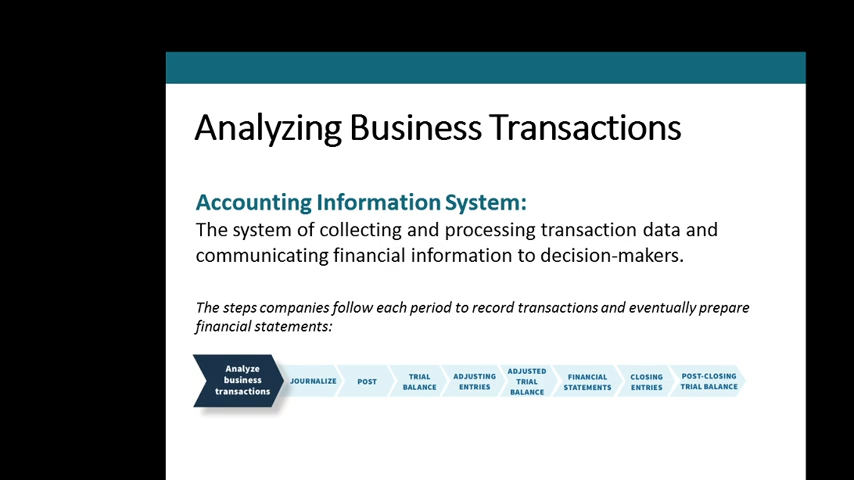 Analyzing Business Transactions
Accounting Information System:
The system of collecting and processing transaction data and
communicating financial information to decision-makers.
The steps companies follow each period to record transactions and eventually prepare
financial statements:
Analyze
business
transactions
JOURNALIZE
POST
TRIAL
BALANCE
ADJUSTING
ENTRIES
ADJUSTED
TRIAL
BALANCE
FINANCIAL
STATEMENTS
CLOSING
ENTRIES
POST-CLOSING
TRIAL BALANCE